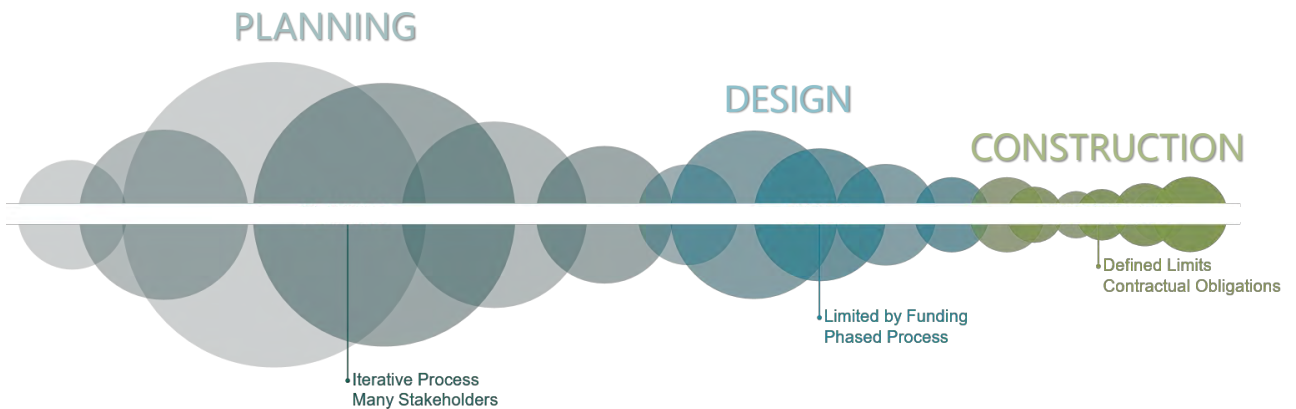 PLANNING
DESIGN
CONSTRUCTION
Defined Limits
Contractual Obligations
Limited by Funding
Phased Process
Iterative Process
Many Stakeholders